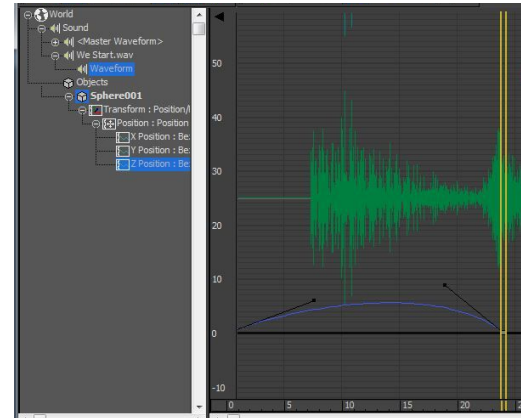 World
Sound
<Master Waveform>
We Start.wav
Waveform
Objects
Sphere001
Transform : Position/
Position : Position
X Position : Be
Y Position : Be
Z Position : Be
50
40
30
20
10
0
-10
0 5 10 15 20